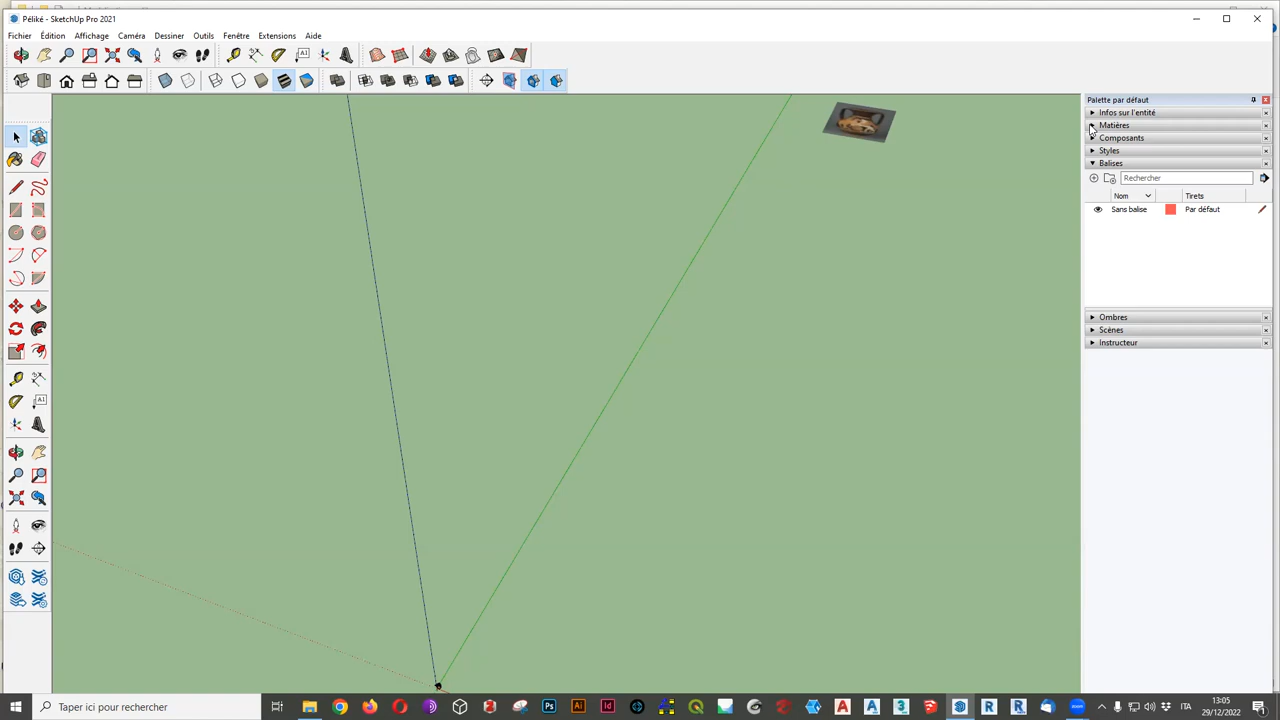 Péliké - SketchUp Pro 2021
Fichier Édition Affichage Caméra Dessiner Outils Fenêtre Extensions Aide
Palette par défaut
Infos sur l'entité
Matières
Composants
Styles
Balises
Rechercher
Nom Tirets
Sans balise Par défaut
Ombres
Scènes
Instructeur
Taper ici pour rechercher
ITA
13:05
29/12/2022